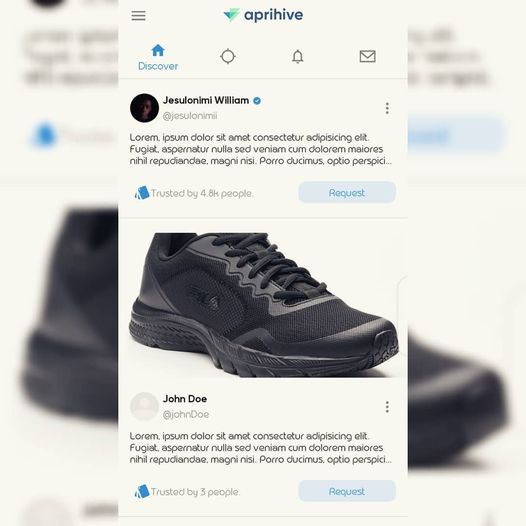 aprihive
Discover
Jesulonimi William
@jesulonimii
Lorem, ipsum dolor sit amet consectetur adipisicing elit.
Fugiat, aspernatur nulla sed veniam cum dolorem maiores
nihil repudiandae, magni nisi. Porro ducimus, optio perspici...
Trusted by 4.8k people.
Request
FILA
John Doe
@johnDoe
Lorem, ipsum dolor sit amet consectetur adipisicing elit.
Fugiat, aspernatur nulla sed veniam cum dolorem maiores
nihil repudiandae, magni nisi. Porro ducimus, optio perspici...
Trusted by 3 people.
Request